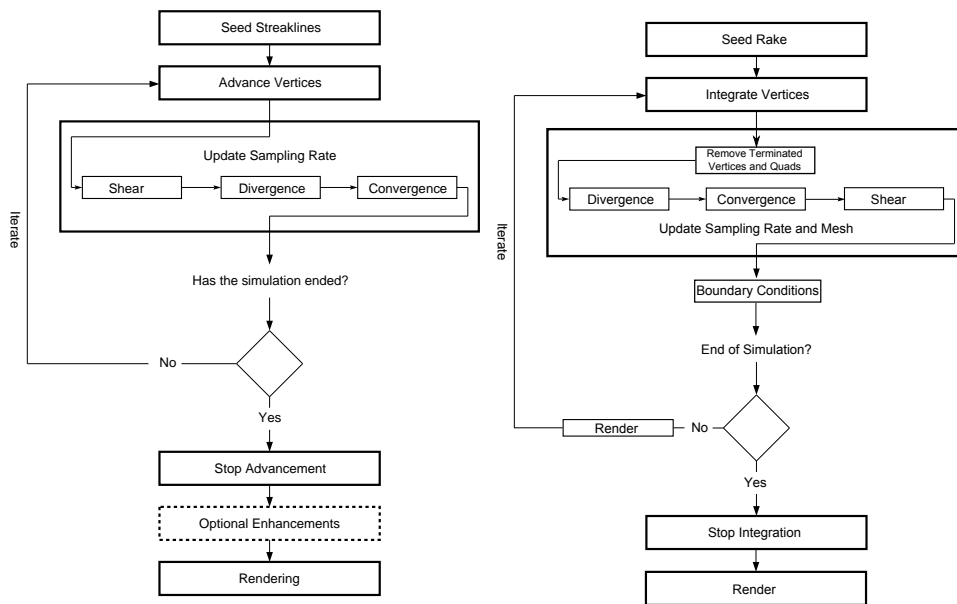 Seed Streaklines
Advance Vertices
Update Sampling Rate
Shear
Divergence
Convergence
Iterate
Has the simulation ended?
No
Yes
Stop Advancement
Optional Enhancements
Rendering
Seed Rake
Integrate Vertices
Remove Terminated
Vertices and Quads
Divergence
Convergence
Shear
Update Sampling Rate and Mesh
Iterate
Boundary Conditions
End of Simulation?
Render
No
Yes
Stop Integration
Render